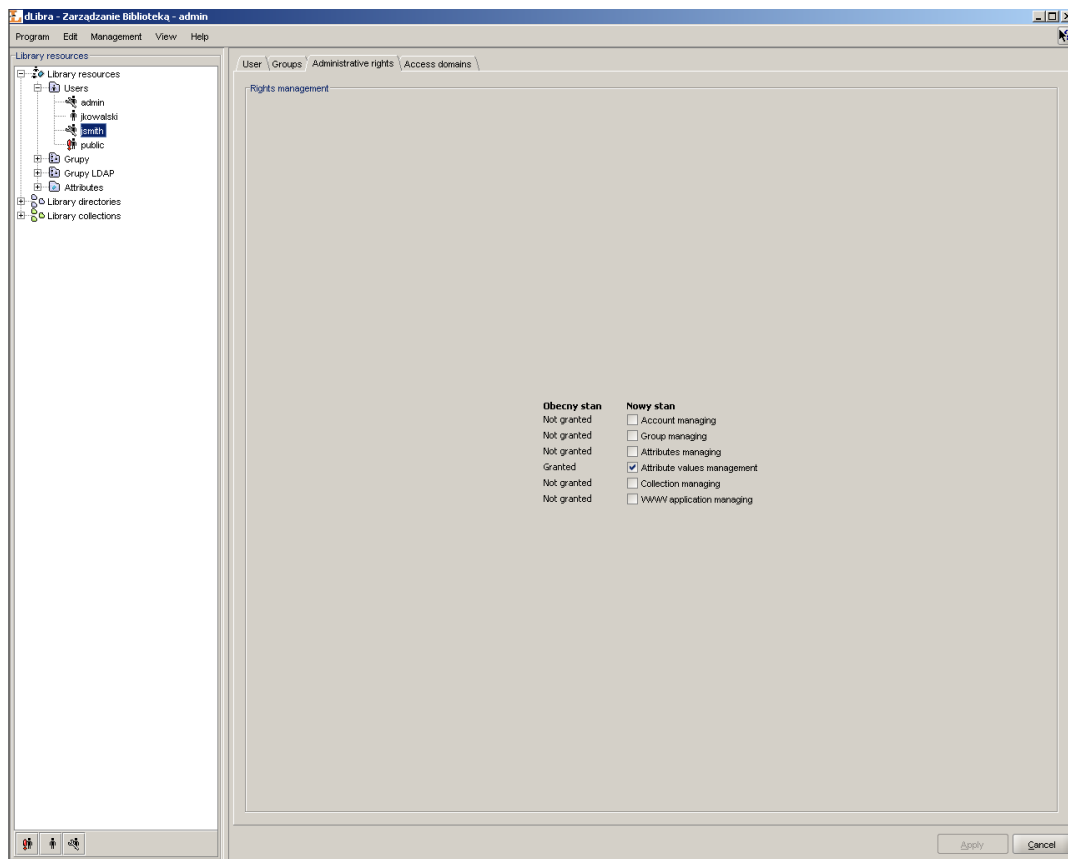 dLibra - Zarządzanie Biblioteką - admin
Program Edit Management View Help
Library resources
Library resources
Users
admin
jkowalski
jsmith
public
Grupy
Grupy LDAP
Attributes
Library directories
Library collections
User Groups Administrative rights Access domains
Rights management
Obecny stan Nowy stan
Not granted Account managing
Not granted Group managing
Not granted Attributes managing
Granted Attribute values management
Not granted Collection managing
Not granted WWW application managing
Apply Cancel